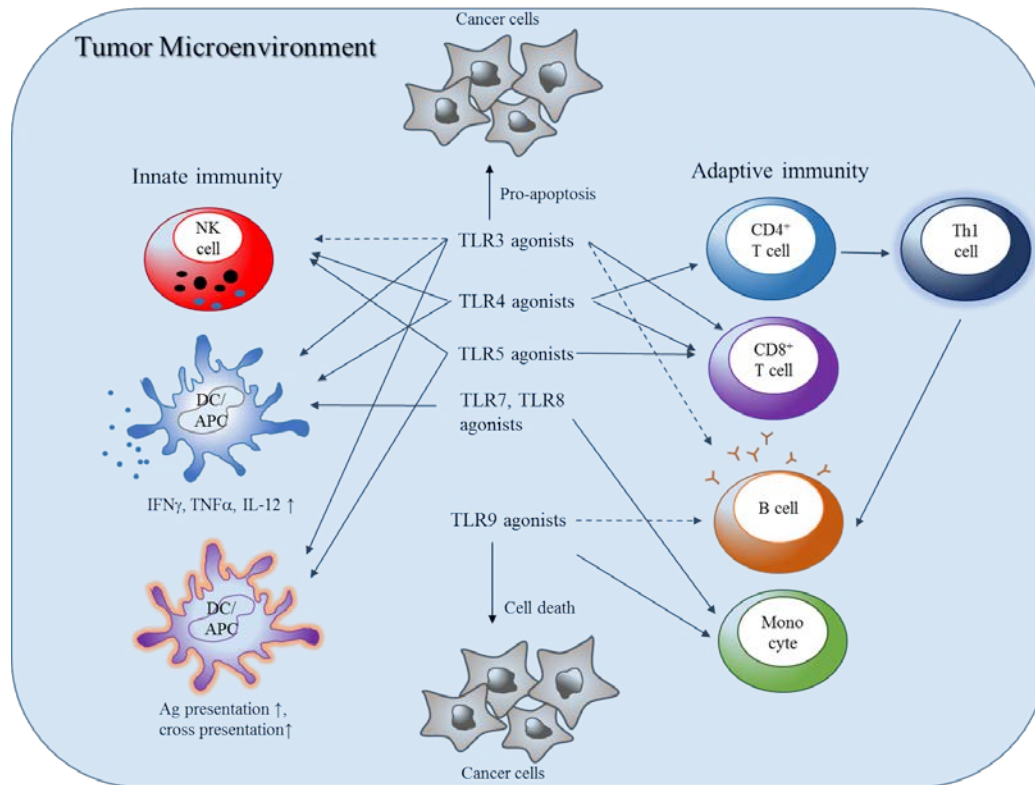 Cancer cells
Tumor Microenvironment
Innate immunity
Pro-apoptosis
Adaptive immunity
NK
cell
TLR3 agonists
CD4⁺
T cell
Th1
cell
TLR4 agonists
TLR5 agonists
CD8⁺
T cell
DC/
APC
TLR7, TLR8
agonists
IFNγ, TNFα, IL-12 ↑
TLR9 agonists
B cell
DC/
APC
Cell death
Mono
cyte
Ag presentation ↑,
cross presentation↑
Cancer cells